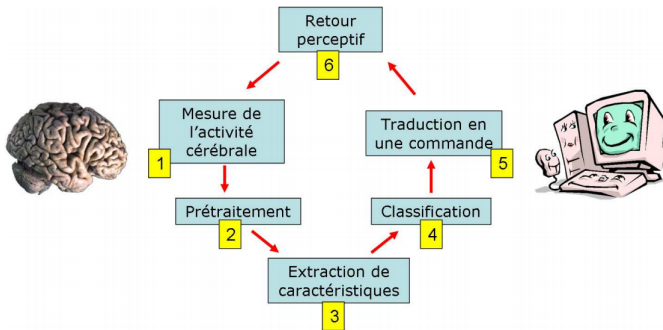 Retour
perceptif
6
Mesure de
l'activité
cérébrale
1
Prétraitement
2
Extraction de
caractéristiques
3
Classification
4
Traduction en
une commande
5